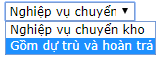 Nghiệp vụ chuyển
Nghiệp vụ chuyển kho
Gồm dự trù và hoàn trả